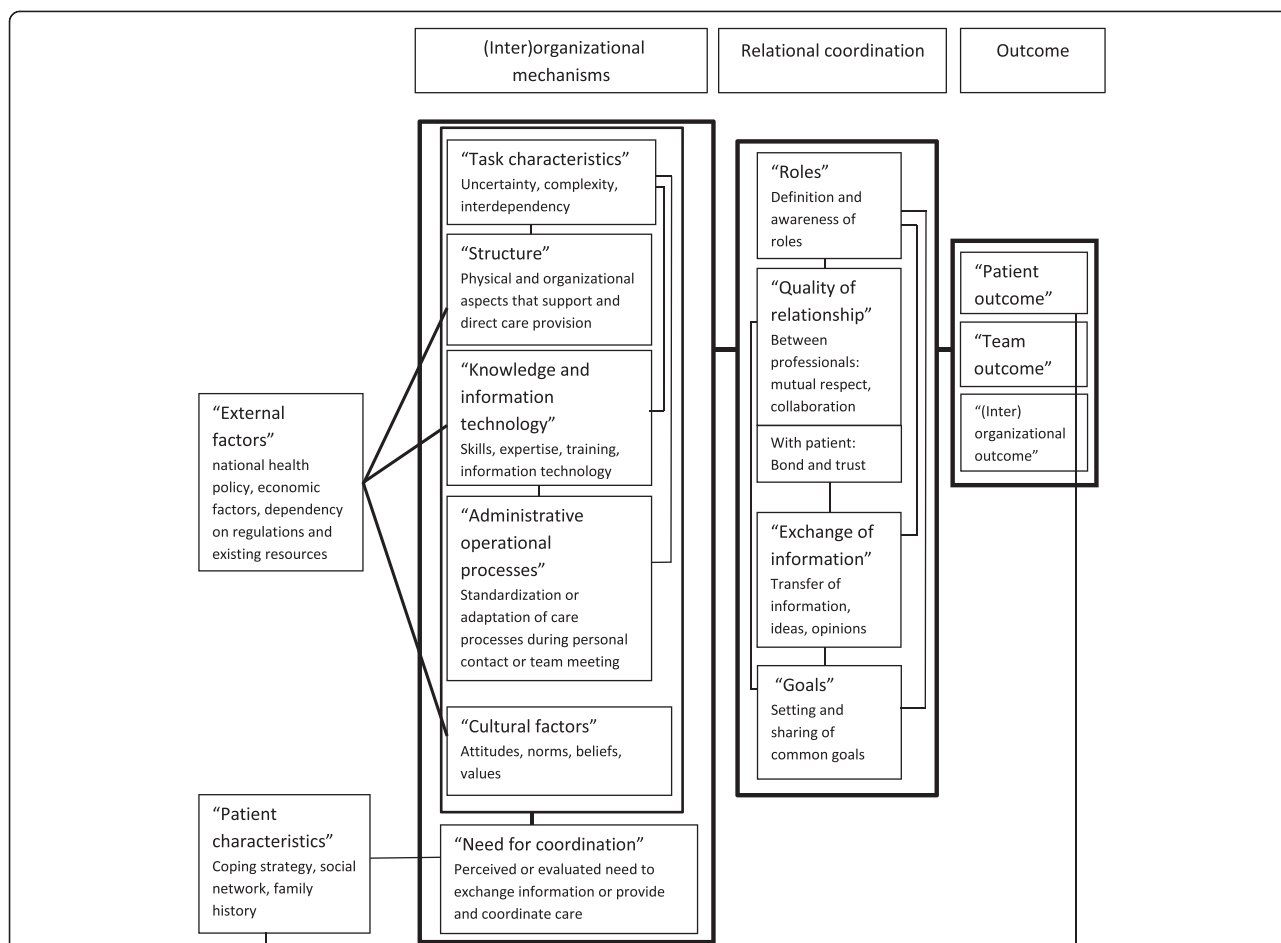 (Inter)organizational
mechanisms
Relational coordination
Outcome
“Task characteristics”
Uncertainty, complexity,
interdependency
“Structure”
Physical and organizational
aspects that support and
direct care provision
“Knowledge and
information
technology”
Skills, expertise, training,
information technology
“Administrative
operational
processes”
Standardization or
adaptation of care
processes during personal
contact or team meeting
“Cultural factors”
Attitudes, norms, beliefs,
values
“Need for coordination”
Perceived or evaluated need to
exchange information or provide
and coordinate care
“External
factors”
national health
policy, economic
factors, dependency
on regulations and
existing resources
“Patient
characteristics”
Coping strategy, social
network, family
history
“Roles”
Definition and
awareness of
roles
“Quality of
relationship”
Between
professionals:
mutual respect,
collaboration
With patient:
Bond and trust
“Exchange of
information”
Transfer of
information,
ideas, opinions
“Goals”
Setting and
sharing of
common goals
“Patient
outcome”
“Team
outcome”
“(Inter)
organizational
outcome”